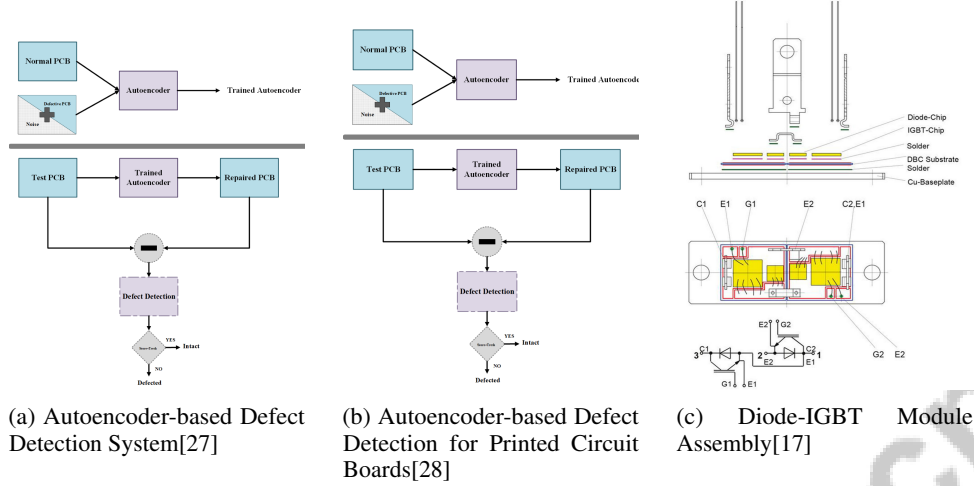 Normal PCB
Autoencoder
Trained Autoencoder
Defective PCB
Noise
Test PCB
Trained
Autoencoder
Repaired PCB
Defect Detection
YES
Intact
NO
Defected
(a) Autoencoder-based Defect
Detection System[27]
Normal PCB
Autoencoder
Trained Autoencode
Defective PCB
Noise
Test PCB
Trained
Autoencoder
Repaired PCB
Defect Detection
YES
Intact
NO
Defected
(b) Autoencoder-based Defect
Detection for Printed Circuit
Boards[28]
Diode-Chip
IGBT-Chip
Solder
DBC Substrate
Solder
Cu-Baseplate
C1 E1 G1 E2 C2,E1
G2 E2
E2 G2
3 C1 2 E2 C2 1
E1
G1 E1
(c) Diode-IGBT Module
Assembly[17]